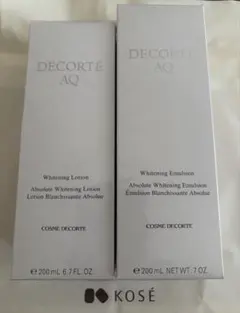 DECORTÉ
AQ
Whitening Lotion
Absolute Whitening Lotion
Lotion Blanchissante Absolue
COSME DECORTE
℮ 200 mL 6.7 FL. OZ.
DECORTÉ
AQ
Whitening Emulsion
Absolute Whitening Emulsion
Emulsion Blanchissante Absolue
COSME DECORTE
℮ 200 mL NET WT. 7 OZ.
KOSÉ